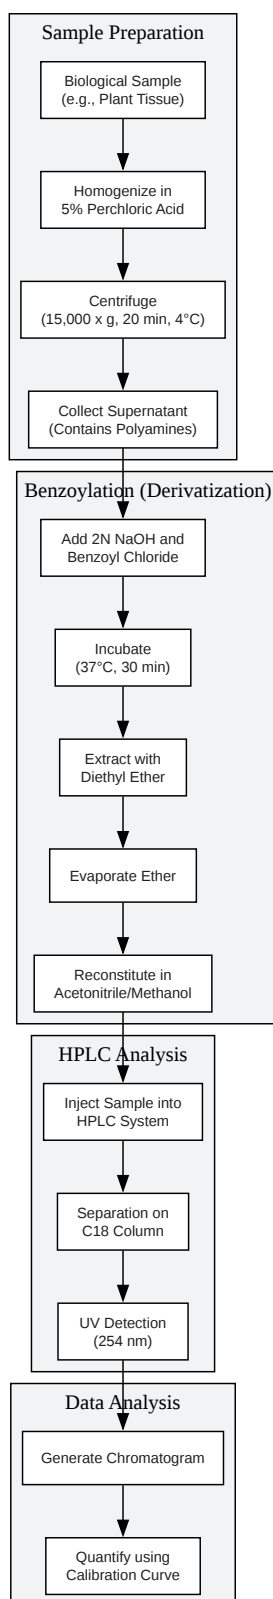 Sample Preparation
Biological Sample
(e.g., Plant Tissue)
Homogenize in
5% Perchloric Acid
Centrifuge
(15,000 x g, 20 min, 4°C)
Collect Supernatant
(Contains Polyamines)
Benzoylation (Derivatization)
Add 2N NaOH and
Benzoyl Chloride
Incubate
(37°C, 30 min)
Extract with
Diethyl Ether
Evaporate Ether
Reconstitute in
Acetonitrile/Methanol
HPLC Analysis
Inject Sample into
HPLC System
Separation on
C18 Column
UV Detection
(254 nm)
Data Analysis
Generate Chromatogram
Quantify using
Calibration Curve